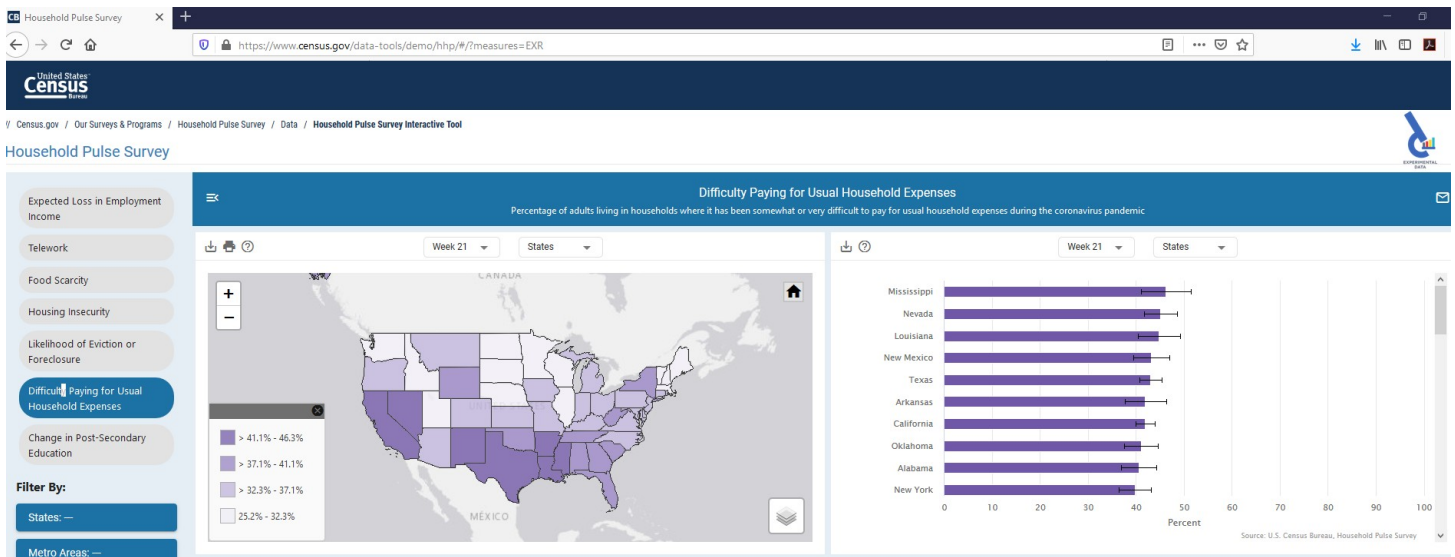 CB Household Pulse Survey
https://www.census.gov/data-tools/demo/hhp/#/?measures=EXR
United States
Census
Bureau
// Census.gov / Our Surveys & Programs / Household Pulse Survey / Data / Household Pulse Survey Interactive Tool
Household Pulse Survey
EXPERIMENTAL
DATA
Expected Loss in Employment
Income
Telework
Food Scarcity
Housing Insecurity
Likelihood of Eviction or
Foreclosure
Difficulty Paying for Usual
Household Expenses
Change in Post-Secondary
Education
Filter By:
States: —
Metro Areas: —
Difficulty Paying for Usual Household Expenses
Percentage of adults living in households where it has been somewhat or very difficult to pay for usual household expenses during the coronavirus pandemic
Week 21 States
CANADA
UNITED STATES
MÉXICO
+
−
> 41.1% - 46.3%
> 37.1% - 41.1%
> 32.3% - 37.1%
25.2% - 32.3%
Week 21 States
Mississippi
Nevada
Louisiana
New Mexico
Texas
Arkansas
California
Oklahoma
Alabama
New York
0 10 20 30 40 50 60 70 80 90 100
Percent
Source: U.S. Census Bureau, Household Pulse Survey